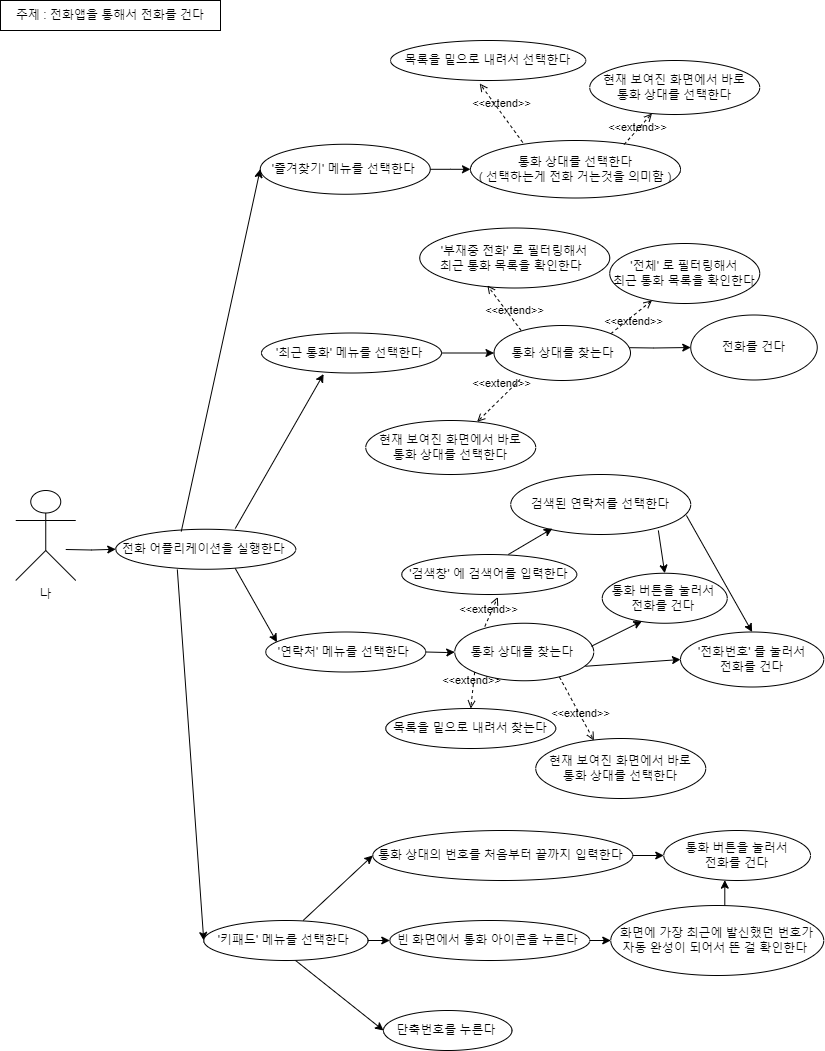 주제 : 전화앱을 통해서 전화를 건다
목록을 밑으로 내려서 선택한다
현재 보여진 화면에서 바로
통화 상대를 선택한다
<<extend>>
<<extend>>
'즐겨찾기' 메뉴를 선택한다
통화 상대를 선택한다
( 선택하는게 전화 거는것을 의미함 )
'부재중 전화' 로 필터링해서
최근 통화 목록을 확인한다
'전체' 로 필터링해서
최근 통화 목록을 확인한다
<<extend>>
<<extend>>
'최근 통화' 메뉴를 선택한다
통화 상대를 찾는다
전화를 건다
<<extend>>
현재 보여진 화면에서 바로
통화 상대를 선택한다
나
전화 어플리케이션을 실행한다
검색된 연락처를 선택한다
'검색창' 에 검색어를 입력한다
통화 버튼을 눌러서
전화를 건다
<<extend>>
'연락처' 메뉴를 선택한다
통화 상대를 찾는다
'전화번호' 를 눌러서
전화를 건다
<<extend>>
<<extend>>
목록을 밑으로 내려서 찾는다
현재 보여진 화면에서 바로
통화 상대를 선택한다
통화 상대의 번호를 처음부터 끝까지 입력한다
통화 버튼을 눌러서
전화를 건다
'키패드' 메뉴를 선택한다
빈 화면에서 통화 아이콘을 누른다
화면에 가장 최근에 발신했던 번호가
자동 완성이 되어서 뜬 걸 확인한다
단축번호를 누른다